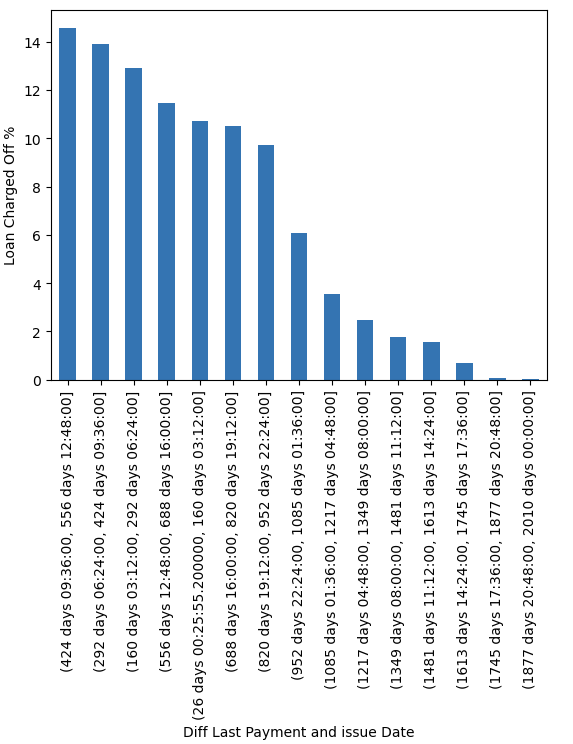 Loan Charged Off %
14
12
10
8
6
4
2
0
(424 days 09:36:00, 556 days 12:48:00]
(292 days 06:24:00, 424 days 09:36:00]
(160 days 03:12:00, 292 days 06:24:00]
(556 days 12:48:00, 688 days 16:00:00]
(26 days 00:25:55.200000, 160 days 03:12:00]
(688 days 16:00:00, 820 days 19:12:00]
(820 days 19:12:00, 952 days 22:24:00]
(952 days 22:24:00, 1085 days 01:36:00]
(1085 days 01:36:00, 1217 days 04:48:00]
(1217 days 04:48:00, 1349 days 08:00:00]
(1349 days 08:00:00, 1481 days 11:12:00]
(1481 days 11:12:00, 1613 days 14:24:00]
(1613 days 14:24:00, 1745 days 17:36:00]
(1745 days 17:36:00, 1877 days 20:48:00]
(1877 days 20:48:00, 2010 days 00:00:00]
Diff Last Payment and issue Date